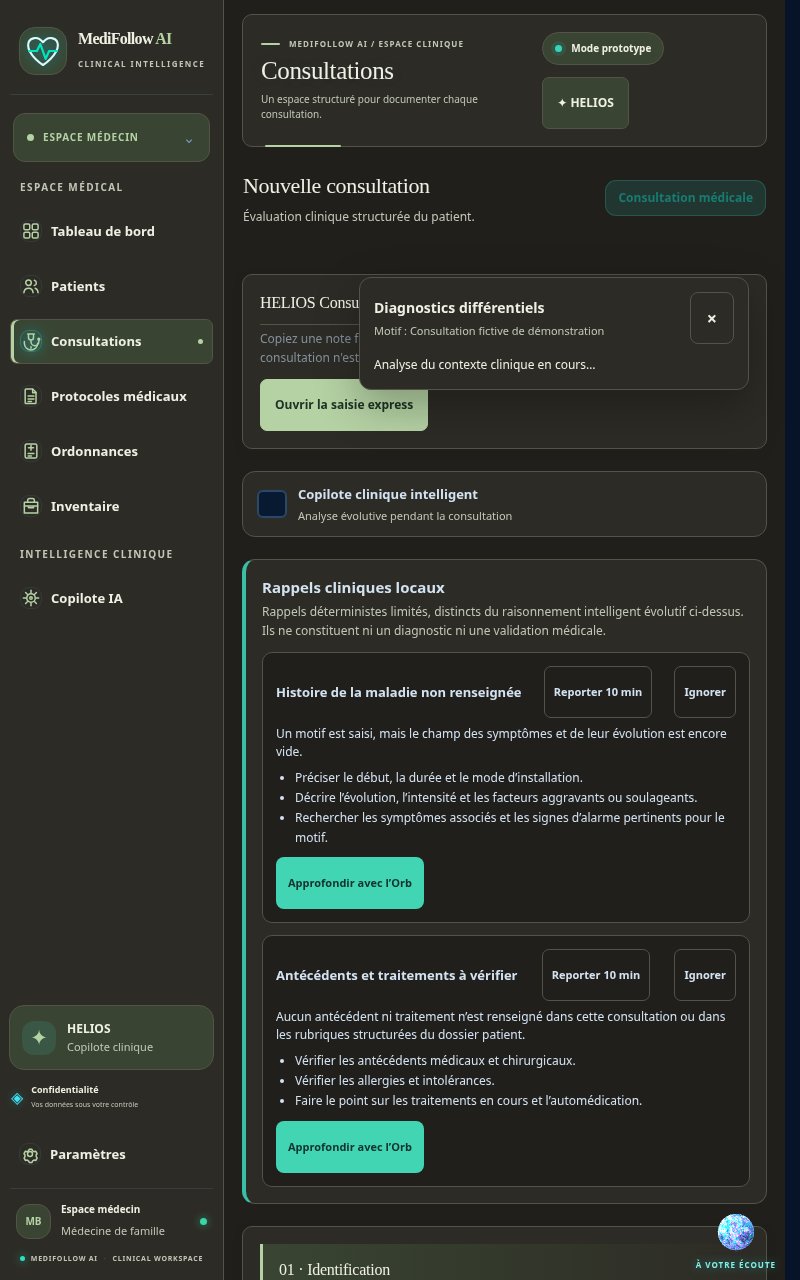 MediFollow AI
CLINICAL INTELLIGENCE
ESPACE MÉDECIN
ESPACE MÉDICAL
Tableau de bord
Patients
Consultations
Protocoles médicaux
Ordonnances
Inventaire
INTELLIGENCE CLINIQUE
Copilote IA
HELIOS
Copilote clinique
Confidentialité
Vos données sous votre contrôle
Paramètres
MB
Espace médecin
Médecine de famille
MEDIFOLLOW AI · CLINICAL WORKSPACE
MEDIFOLLOW AI / ESPACE CLINIQUE
Consultations
Un espace structuré pour documenter chaque
consultation.
Mode prototype
✦ HELIOS
Nouvelle consultation
Évaluation clinique structurée du patient.
Consultation médicale
HELIOS Consu
Copiez une note f
consultation n'est
Ouvrir la saisie express
Diagnostics différentiels
Motif : Consultation fictive de démonstration
×
Analyse du contexte clinique en cours…
Copilote clinique intelligent
Analyse évolutive pendant la consultation
Rappels cliniques locaux
Rappels déterministes limités, distincts du raisonnement intelligent évolutif ci-dessus.
Ils ne constituent ni un diagnostic ni une validation médicale.
Histoire de la maladie non renseignée
Reporter 10 min
Ignorer
Un motif est saisi, mais le champ des symptômes et de leur évolution est encore
vide.
• Préciser le début, la durée et le mode d’installation.
• Décrire l’évolution, l’intensité et les facteurs aggravants ou soulageants.
• Rechercher les symptômes associés et les signes d’alarme pertinents pour le
motif.
Approfondir avec l’Orb
Antécédents et traitements à vérifier
Reporter 10 min
Ignorer
Aucun antécédent ni traitement n’est renseigné dans cette consultation ou dans
les rubriques structurées du dossier patient.
• Vérifier les antécédents médicaux et chirurgicaux.
• Vérifier les allergies et intolérances.
• Faire le point sur les traitements en cours et l’automédication.
Approfondir avec l’Orb
01 · Identification
À VOTRE ÉCOUTE